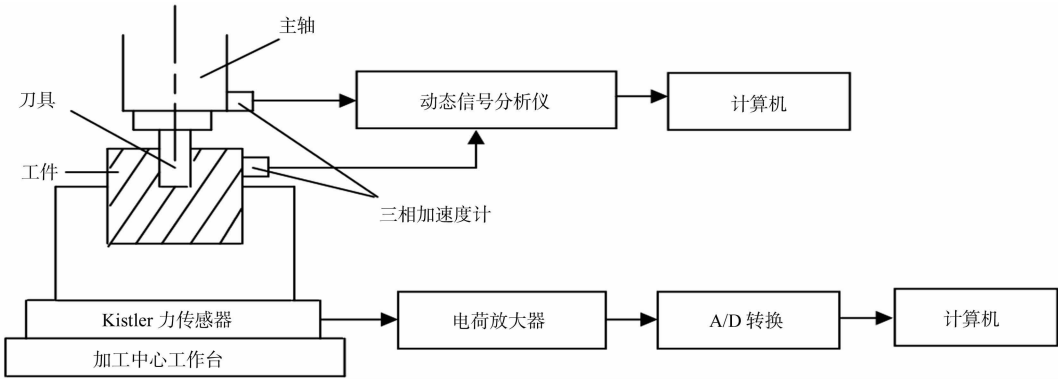 主轴
刀具
动态信号分析仪
计算机
工件
三相加速度计
Kistler 力传感器
电荷放大器
A/D 转换
计算机
加工中心工作台